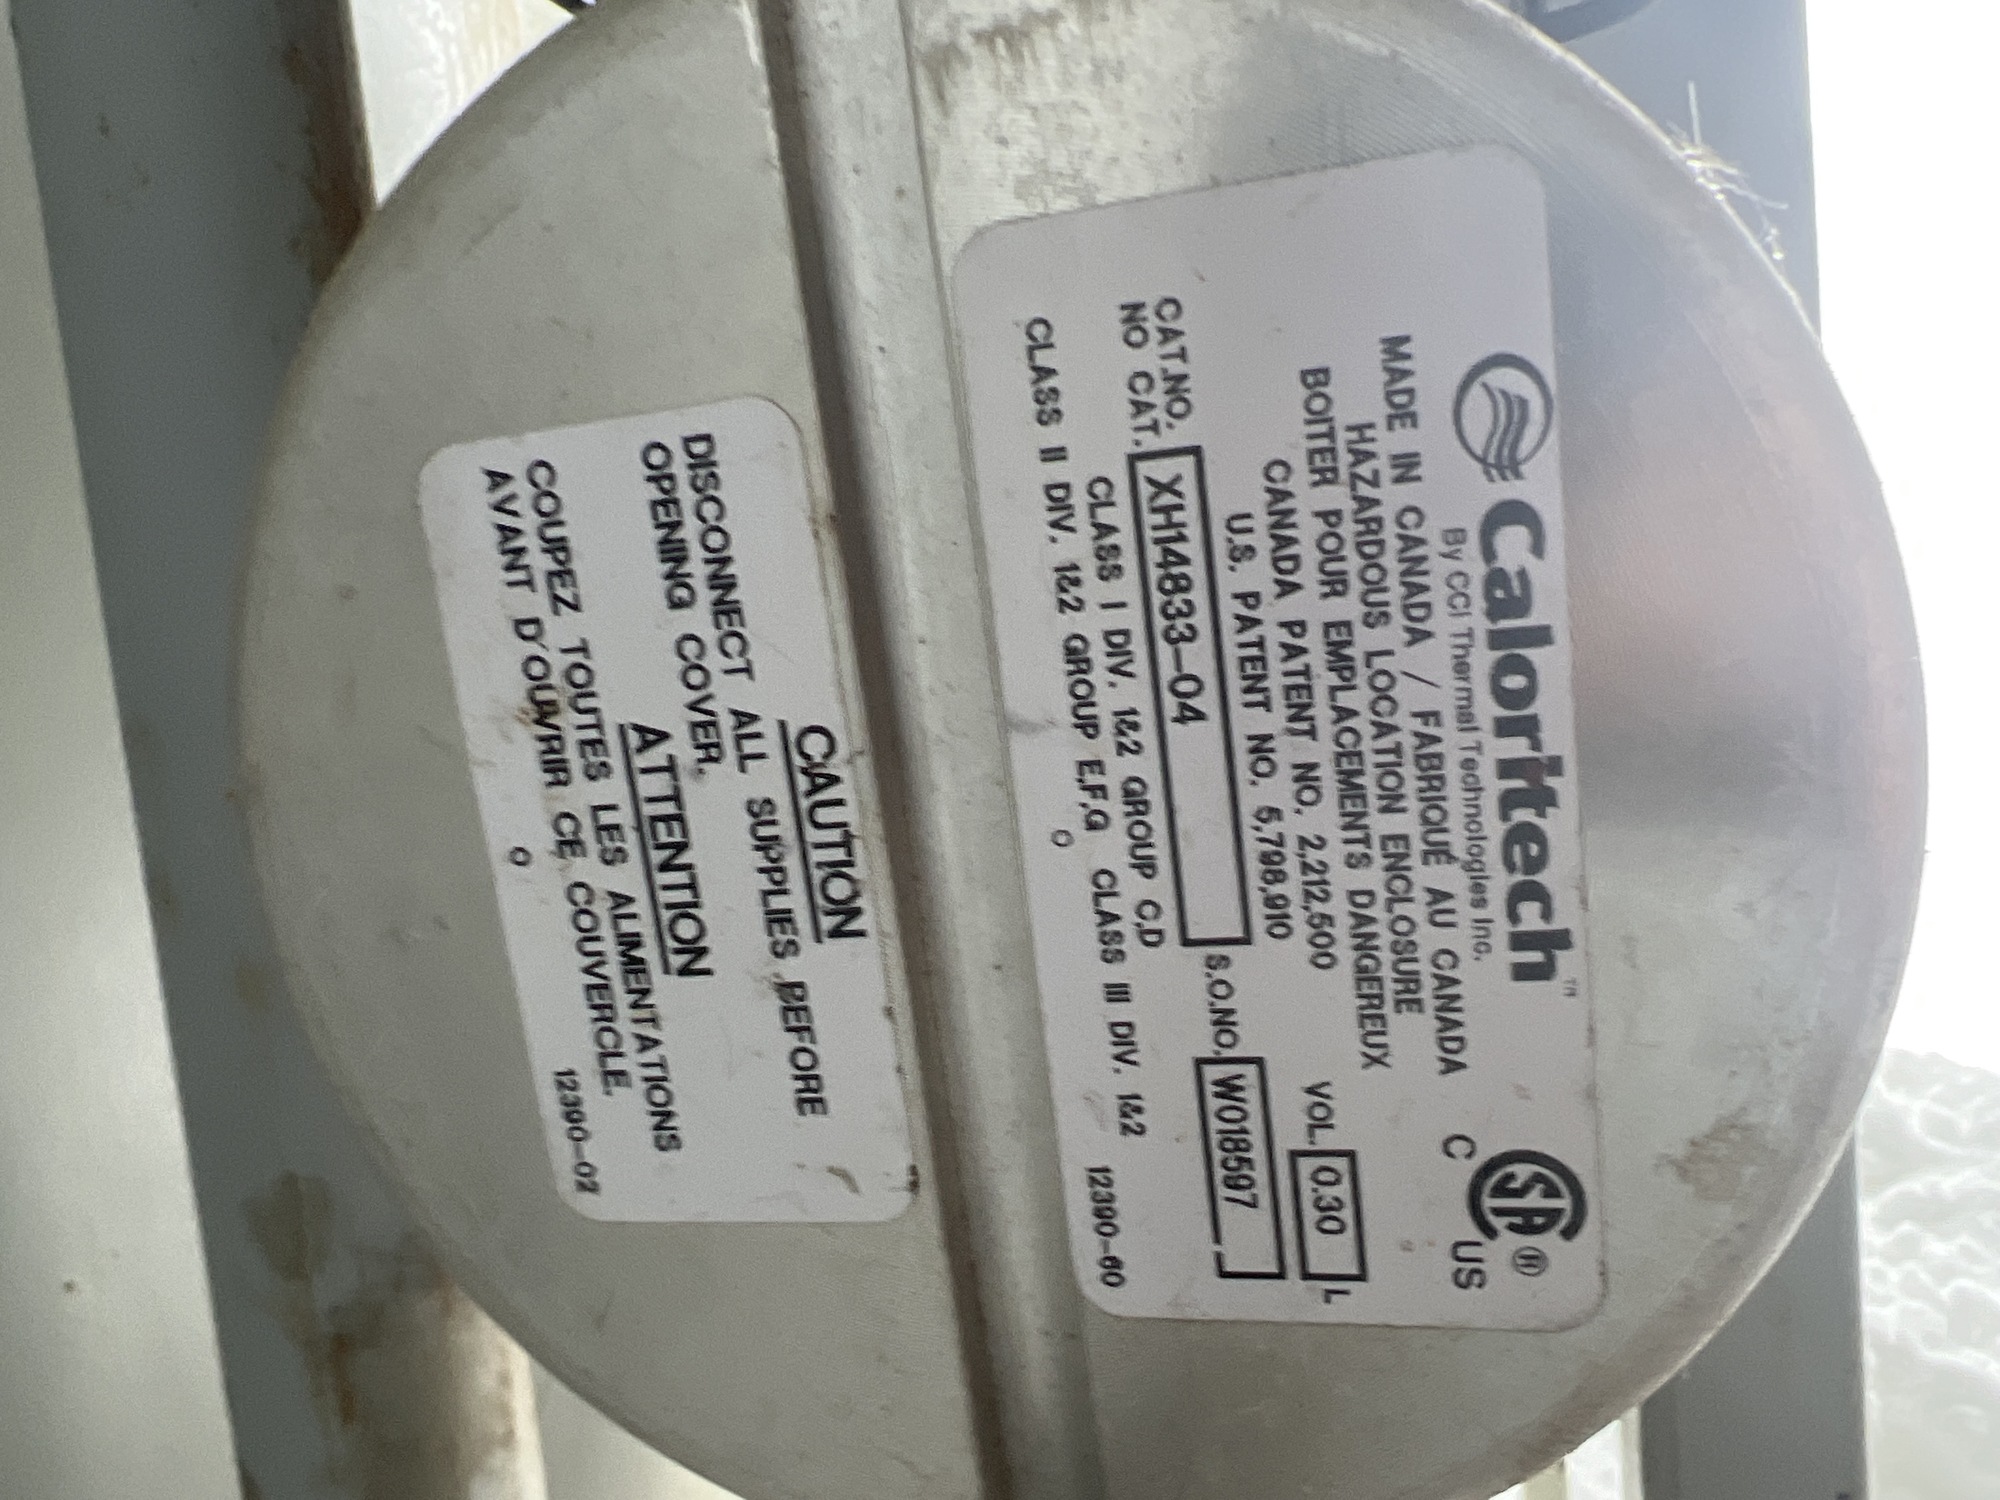 Caloritech™
By CCI Thermal Technologies Inc.
MADE IN CANADA / FABRIQUÉ AU CANADA
HAZARDOUS LOCATION ENCLOSURE
BOITER POUR EMPLACEMENTS DANGEREUX
CANADA PATENT NO. 2,212,500
U.S. PATENT NO. 5,798,910
C SA® US
VOL. 0.30 L
CAT.NO.
NO CAT. XH14833-04 S.O.NO. W018597
CLASS I DIV. 1&2 GROUP C,D
CLASS II DIV. 1&2 GROUP E,F,G CLASS III DIV. 1&2
12390-60
CAUTION
DISCONNECT ALL SUPPLIES BEFORE
OPENING COVER.
ATTENTION
COUPEZ TOUTES LES ALIMENTATIONS
AVANT D'OUVRIR CE COUVERCLE.
12390-02